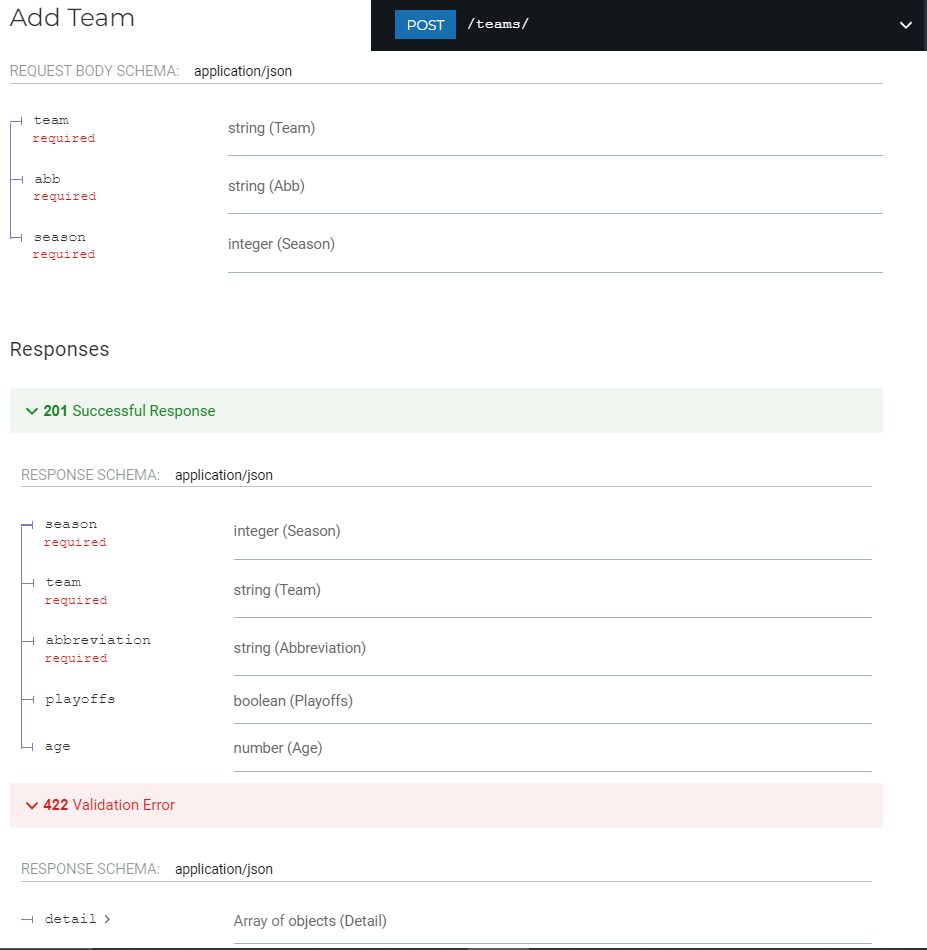 Add Team
POST /teams/
REQUEST BODY SCHEMA: application/json
team
required
string (Team)
abb
required
string (Abb)
season
required
integer (Season)
Responses
201 Successful Response
RESPONSE SCHEMA: application/json
season
required
integer (Season)
team
required
string (Team)
abbreviation
required
string (Abbreviation)
playoffs
boolean (Playoffs)
age
number (Age)
422 Validation Error
RESPONSE SCHEMA: application/json
detail
Array of objects (Detail)